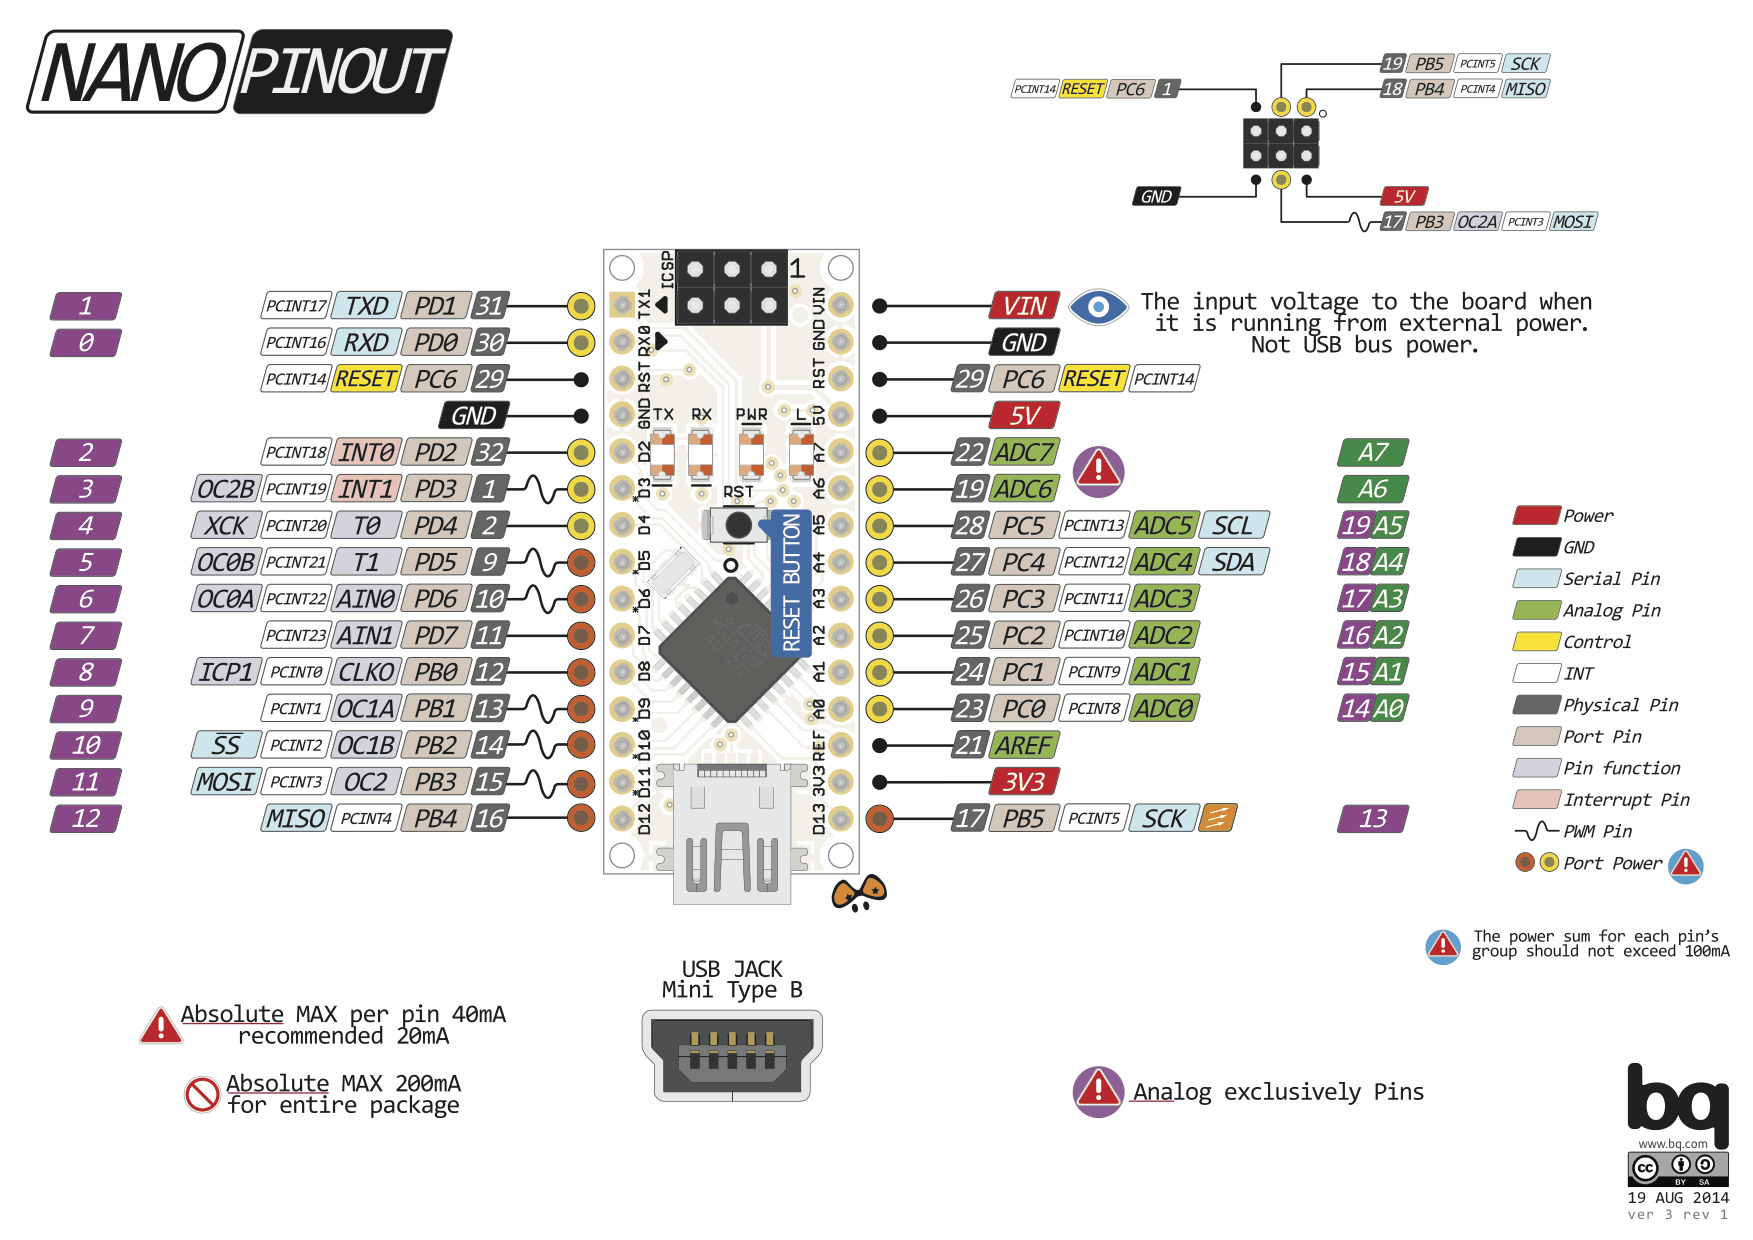 NANO PINOUT
19 PB5 PCINT5 SCK
PCINT14 RESET PC6 1
18 PB4 PCINT4 MISO
GND
5V
17 PB3 OC2A PCINT3 MOSI
1 PCINT17 TXD PD1 31
0 PCINT16 RXD PD0 30
PCINT14 RESET PC6 29
GND
2 PCINT18 INT0 PD2 32
3 OC2B PCINT19 INT1 PD3 1
4 XCK PCINT20 T0 PD4 2
5 OC0B PCINT21 T1 PD5 9
6 OC0A PCINT22 AIN0 PD6 10
7 PCINT23 AIN1 PD7 11
8 ICP1 PCINT0 CLKO PB0 12
9 PCINT1 OC1A PB1 13
10 SS PCINT2 OC1B PB2 14
11 MOSI PCINT3 OC2 PB3 15
12 MISO PCINT4 PB4 16
ICSP
1
TX1
RX0
RST
GND
D2
*D3
D4
*D5
*D6
D7
D8
*D9
*D10
*D11
D12
TX RX PWR L
RST
RESET BUTTON
VIN
GND
RST
5V
A7
A6
A5
A4
A3
A2
A1
A0
REF
3V3
D13
VIN
The input voltage to the board when
it is running from external power.
Not USB bus power.
GND
29 PC6 RESET PCINT14
5V
22 ADC7 A7
19 ADC6 A6
28 PC5 PCINT13 ADC5 SCL 19 A5
27 PC4 PCINT12 ADC4 SDA 18 A4
26 PC3 PCINT11 ADC3 17 A3
25 PC2 PCINT10 ADC2 16 A2
24 PC1 PCINT9 ADC1 15 A1
23 PC0 PCINT8 ADC0 14 A0
21 AREF
3V3
17 PB5 PCINT5 SCK 13
Power
GND
Serial Pin
Analog Pin
Control
INT
Physical Pin
Port Pin
Pin function
Interrupt Pin
PWM Pin
Port Power
The power sum for each pin's
group should not exceed 100mA
USB JACK
Mini Type B
Absolute MAX per pin 40mA
recommended 20mA
Absolute MAX 200mA
for entire package
Analog exclusively Pins
bq
www.bq.com
cc BY SA
19 AUG 2014
ver 3 rev 1